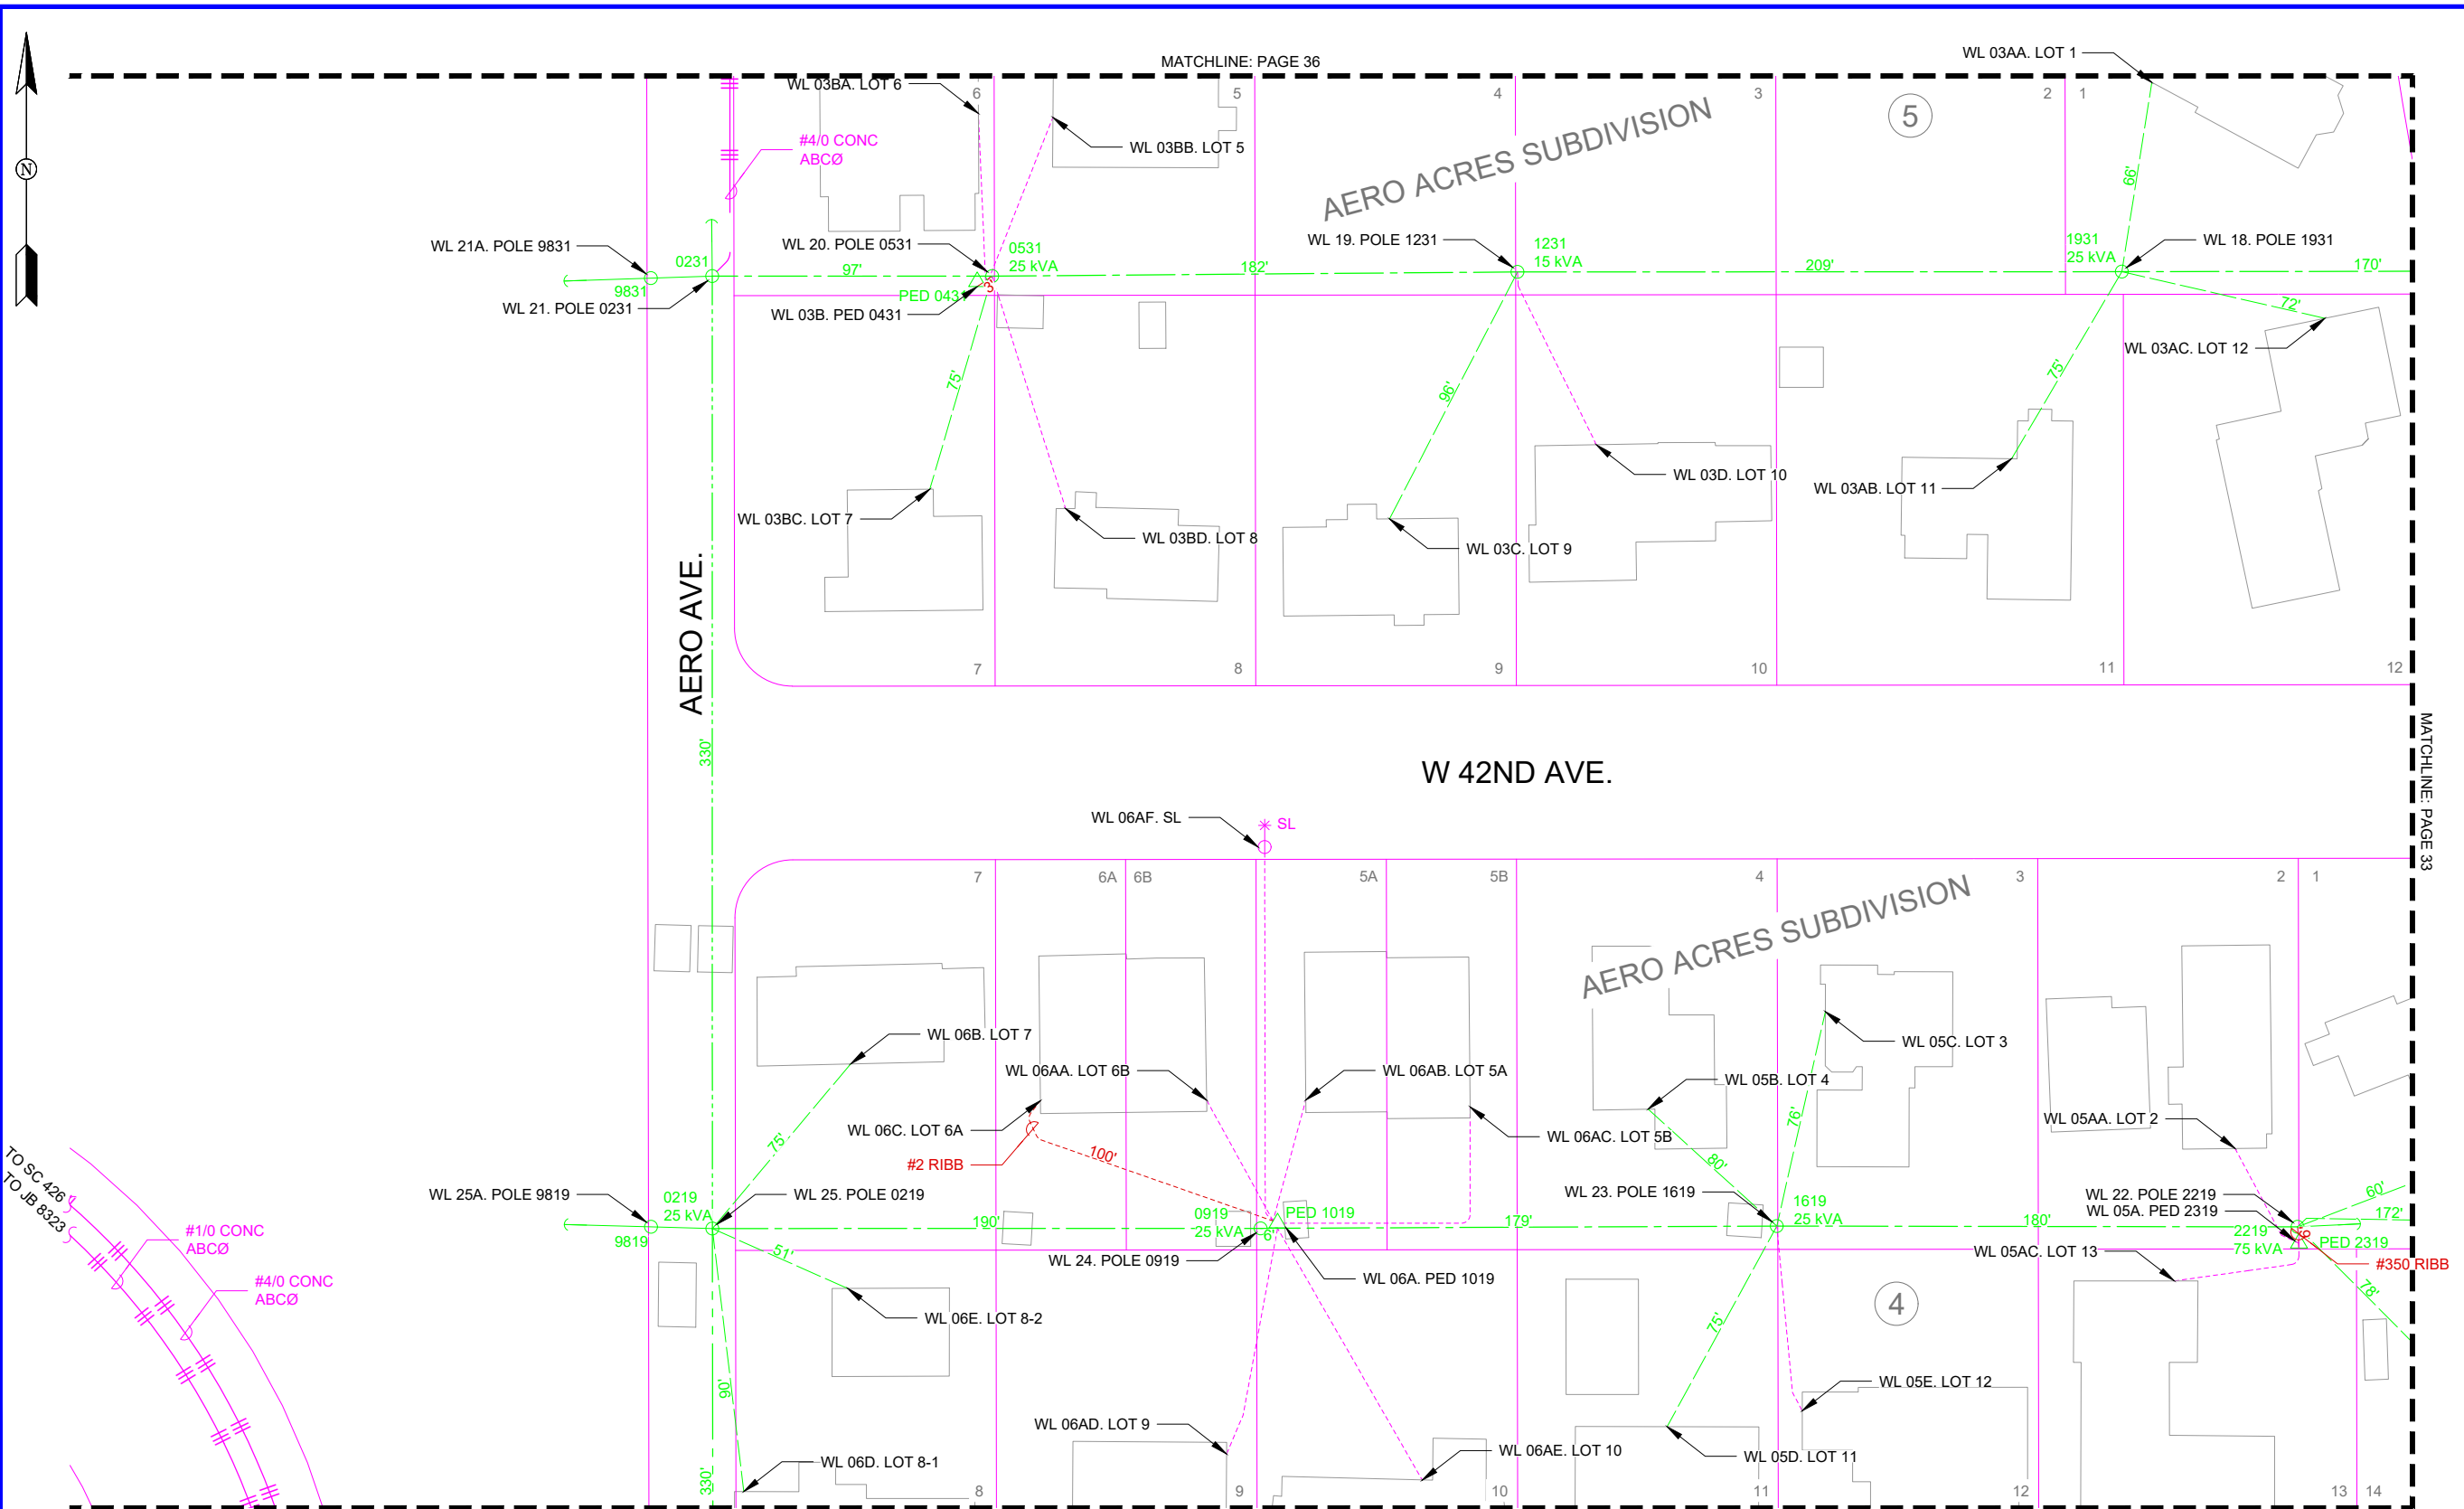 MATCHLINE: PAGE 36
WL 03AA. LOT 1
N
WL 03BA. LOT 6
6
5
4
3
2
1
5
#4/0 CONC
ABCØ
WL 03BB. LOT 5
AERO ACRES SUBDIVISION
66'
WL 21A. POLE 9831
0231
WL 20. POLE 0531
0531
25 kVA
WL 19. POLE 1231
1231
15 kVA
1931
25 kVA
WL 18. POLE 1931
97'
182'
209'
170'
9831
PED 0431
3'
WL 21. POLE 0231
WL 03B. PED 0431
72'
WL 03AC. LOT 12
75'
96'
75'
WL 03D. LOT 10
WL 03AB. LOT 11
WL 03BC. LOT 7
WL 03BD. LOT 8
WL 03C. LOT 9
AERO AVE.
7
8
9
10
11
12
330'
W 42ND AVE.
MATCHLINE: PAGE 33
WL 06AF. SL
SL
7
6A
6B
5A
5B
4
3
2
1
AERO ACRES SUBDIVISION
WL 06B. LOT 7
WL 05C. LOT 3
WL 06AA. LOT 6B
WL 06AB. LOT 5A
WL 05B. LOT 4
WL 06C. LOT 6A
WL 06AC. LOT 5B
76'
WL 05AA. LOT 2
75'
#2 RIBB
100'
80'
TO SC 426
TO JB 8323
WL 25A. POLE 9819
0219
25 kVA
WL 25. POLE 0219
0919
25 kVA
PED 1019
WL 23. POLE 1619
1619
25 kVA
WL 22. POLE 2219
WL 05A. PED 2319
60'
172'
190'
6'
179'
180'
2219
75 kVA
6'
PED 2319
9819
#1/0 CONC
ABCØ
51'
WL 24. POLE 0919
WL 06A. PED 1019
WL 05AC. LOT 13
#350 RIBB
78'
#4/0 CONC
ABCØ
4
WL 06E. LOT 8-2
75'
90'
WL 05E. LOT 12
WL 06AD. LOT 9
WL 06AE. LOT 10
WL 05D. LOT 11
WL 06D. LOT 8-1
330'
8
9
10
11
12
13
14